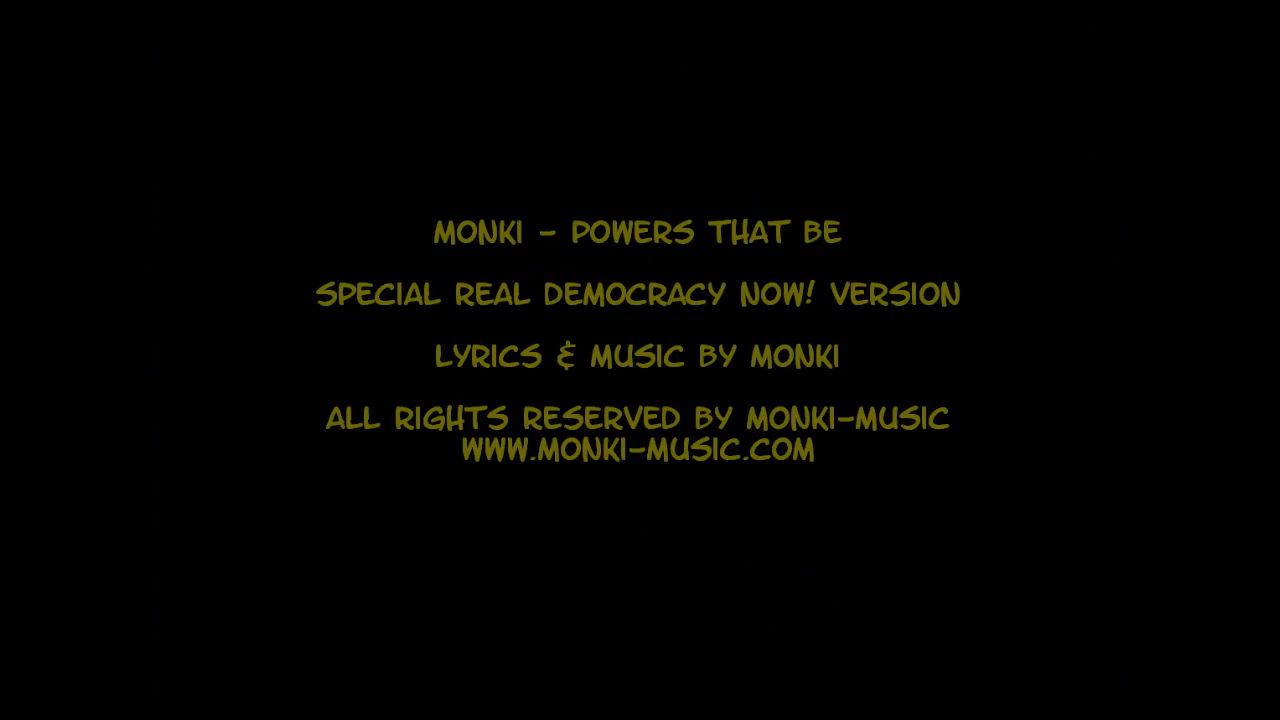 MONKI - POWERS THAT BE
SPECIAL REAL DEMOCRACY NOW! VERSION
LYRICS & MUSIC BY MONKI
ALL RIGHTS RESERVED BY MONKI-MUSIC
WWW.MONKI-MUSIC.COM